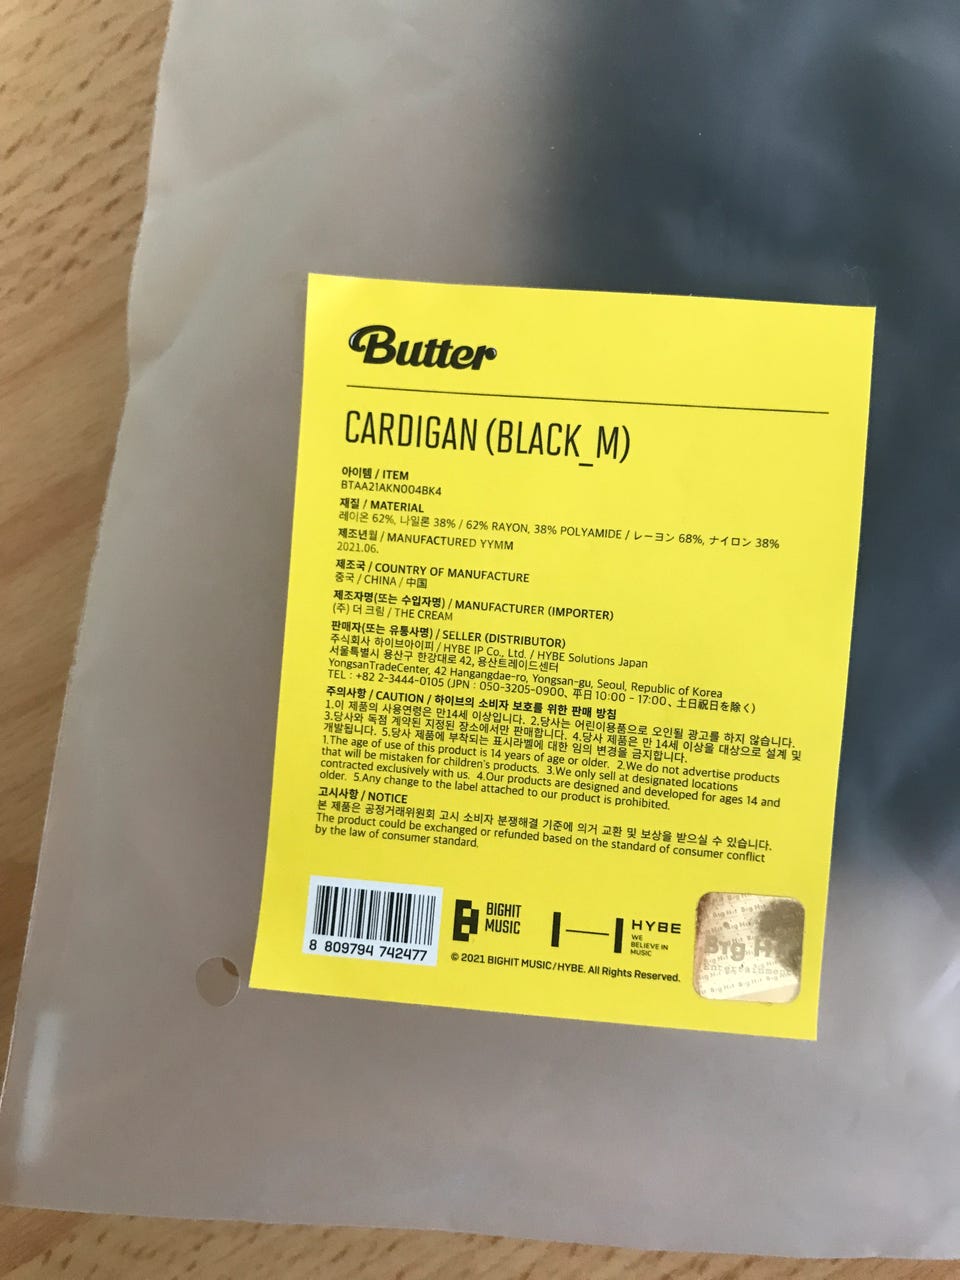 Butter
CARDIGAN (BLACK_M)
아이템 / ITEM
BTAA21AKN004BK4
재질 / MATERIAL
레이온 62%, 나일론 38% / 62% RAYON, 38% POLYAMIDE / レーヨン 68%, ナイロン 38%
제조년월 / MANUFACTURED YYMM
2021.06.
제조국 / COUNTRY OF MANUFACTURE
중국 / CHINA / 中国
제조자명(또는 수입자명) / MANUFACTURER (IMPORTER)
(주) 더 크림 / THE CREAM
판매자(또는 유통사명) / SELLER (DISTRIBUTOR)
주식회사 하이브아이피 / HYBE IP Co., Ltd. / HYBE Solutions Japan
서울특별시 용산구 한강대로 42, 용산트레이드센터
YongsanTradeCenter, 42 Hangangdae-ro, Yongsan-gu, Seoul, Republic of Korea
TEL : +82 2-3444-0105 (JPN : 050-3205-0900、平日 10:00 - 17:00、土日祝日を除く)
주의사항 / CAUTION / 하이브의 소비자 보호를 위한 판매 방침
1.이 제품의 사용연령은 만14세 이상입니다. 2.당사는 어린이용품으로 오인될 광고를 하지 않습니다.
3.당사와 독점 계약된 지정된 장소에서만 판매합니다. 4.당사 제품은 만 14세 이상을 대상으로 설계 및
개발됩니다. 5.당사 제품에 부착되는 표시라벨에 대한 임의 변경을 금지합니다.
1.The age of use of this product is 14 years of age or older. 2.We do not advertise products
that will be mistaken for children's products. 3.We only sell at designated locations
contracted exclusively with us. 4.Our products are designed and developed for ages 14 and
older. 5.Any change to the label attached to our product is prohibited.
고시사항 / NOTICE
본 제품은 공정거래위원회 고시 소비자 분쟁해결 기준에 의거 교환 및 보상을 받으실 수 있습니다.
The product could be exchanged or refunded based on the standard of consumer conflict
by the law of consumer standard.
8 809794 742477
BIGHIT
MUSIC
HYBE
WE
BELIEVE IN
MUSIC
© 2021 BIGHIT MUSIC / HYBE. All Rights Reserved.
Big Hit
Entertainment